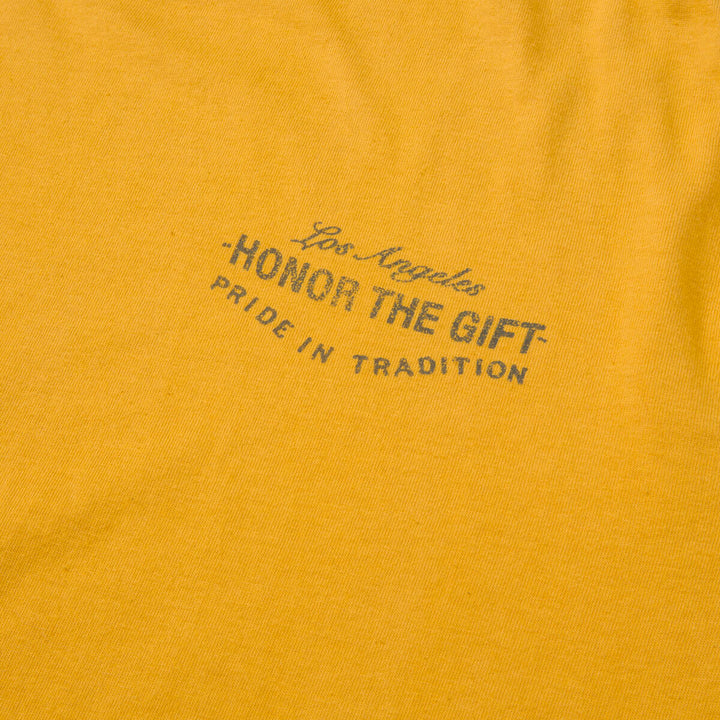 Los Angeles
-HONOR THE GIFT-
PRIDE IN TRADITION